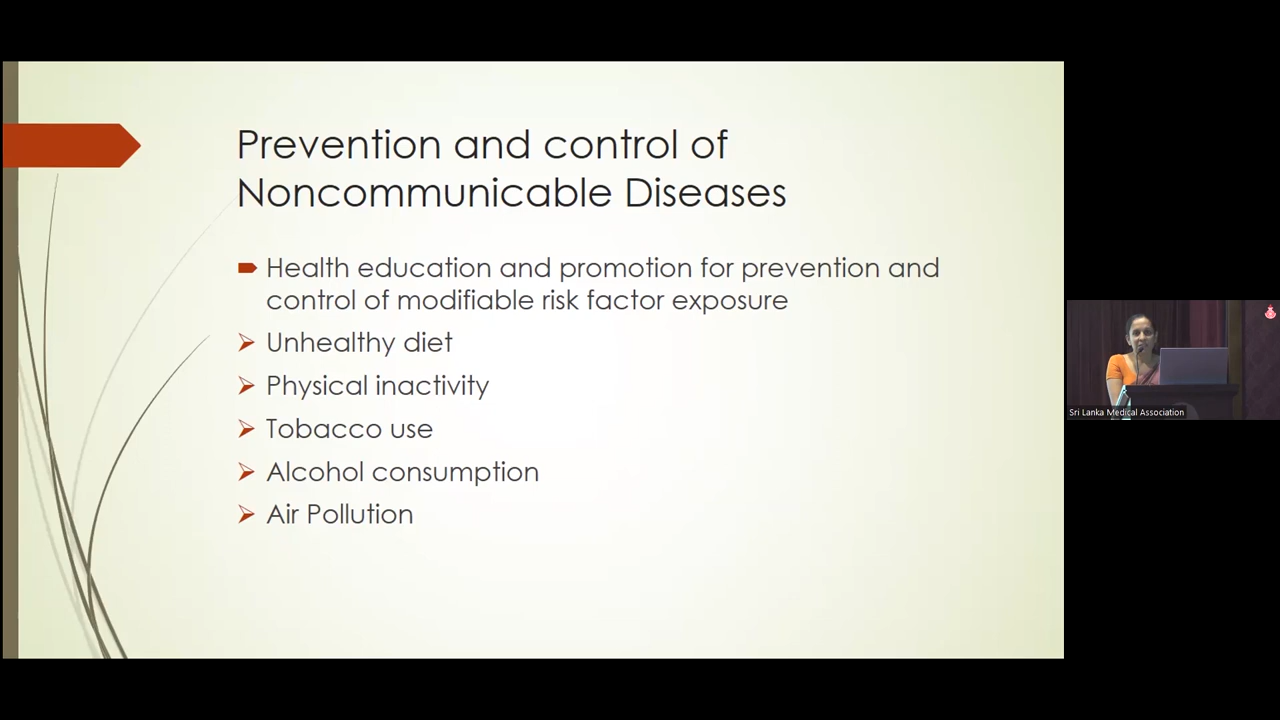 Prevention and control of
Noncommunicable Diseases
Health education and promotion for prevention and
control of modifiable risk factor exposure
Unhealthy diet
Physical inactivity
Tobacco use
Alcohol consumption
Air Pollution
Sri Lanka Medical Association